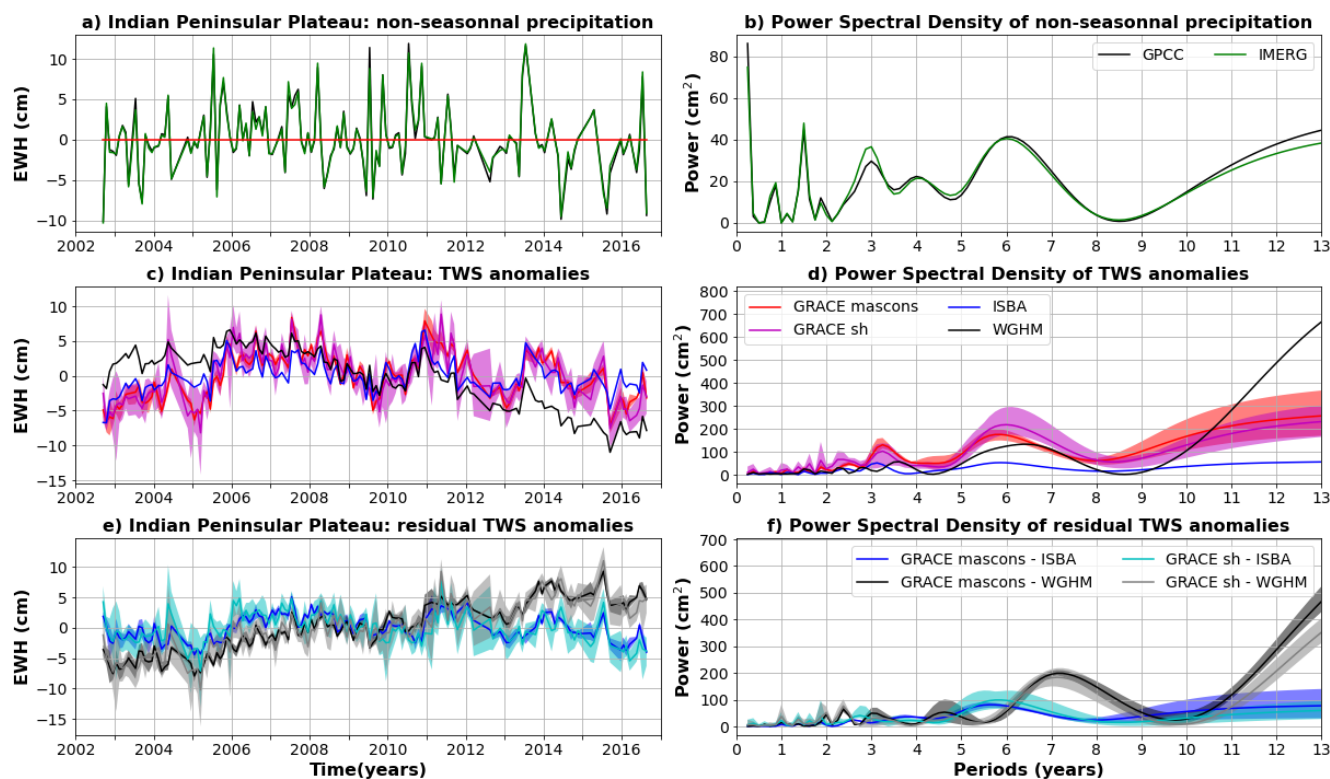 a) Indian Peninsular Plateau: non-seasonnal precipitation
EWH (cm)
10
5
0
−5
−10
2002 2004 2006 2008 2010 2012 2014 2016
b) Power Spectral Density of non-seasonnal precipitation
GPCC IMERG
Power (cm²)
80
60
40
20
0
0 1 2 3 4 5 6 7 8 9 10 11 12 13
c) Indian Peninsular Plateau: TWS anomalies
EWH (cm)
10
5
0
−5
−10
−15
2002 2004 2006 2008 2010 2012 2014 2016
d) Power Spectral Density of TWS anomalies
GRACE mascons ISBA
GRACE sh WGHM
Power (cm²)
800
700
600
500
400
300
200
100
0
0 1 2 3 4 5 6 7 8 9 10 11 12 13
e) Indian Peninsular Plateau: residual TWS anomalies
EWH (cm)
10
5
0
−5
−10
−15
2002 2004 2006 2008 2010 2012 2014 2016
Time(years)
f) Power Spectral Density of residual TWS anomalies
GRACE mascons - ISBA GRACE sh - ISBA
GRACE mascons - WGHM GRACE sh - WGHM
Power (cm²)
700
600
500
400
300
200
100
0
0 1 2 3 4 5 6 7 8 9 10 11 12 13
Periods (years)